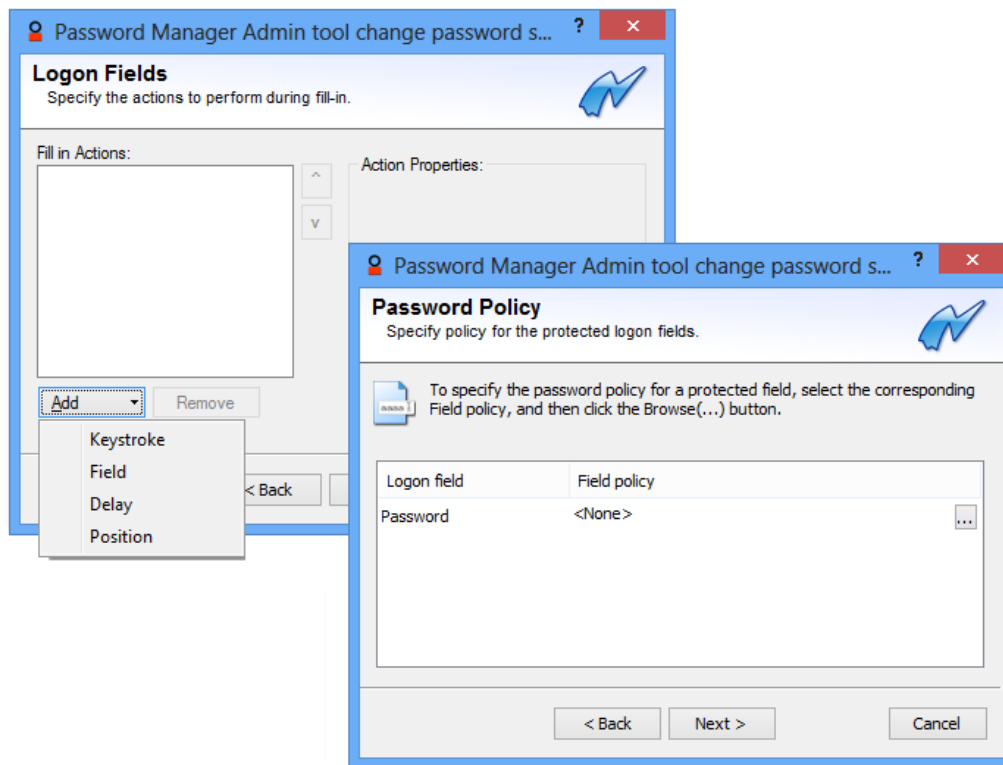 Password Manager Admin tool change password s... ?
Logon Fields
Specify the actions to perform during fill-in.
Fill in Actions:
Action Properties:
^
v
Add
Remove
Keystroke
Field
Delay
Position
< Back
Password Manager Admin tool change password s... ?
Password Policy
Specify policy for the protected logon fields.
To specify the password policy for a protected field, select the corresponding
Field policy, and then click the Browse(...) button.
Logon field Field policy
Password <None> ...
< Back Next > Cancel